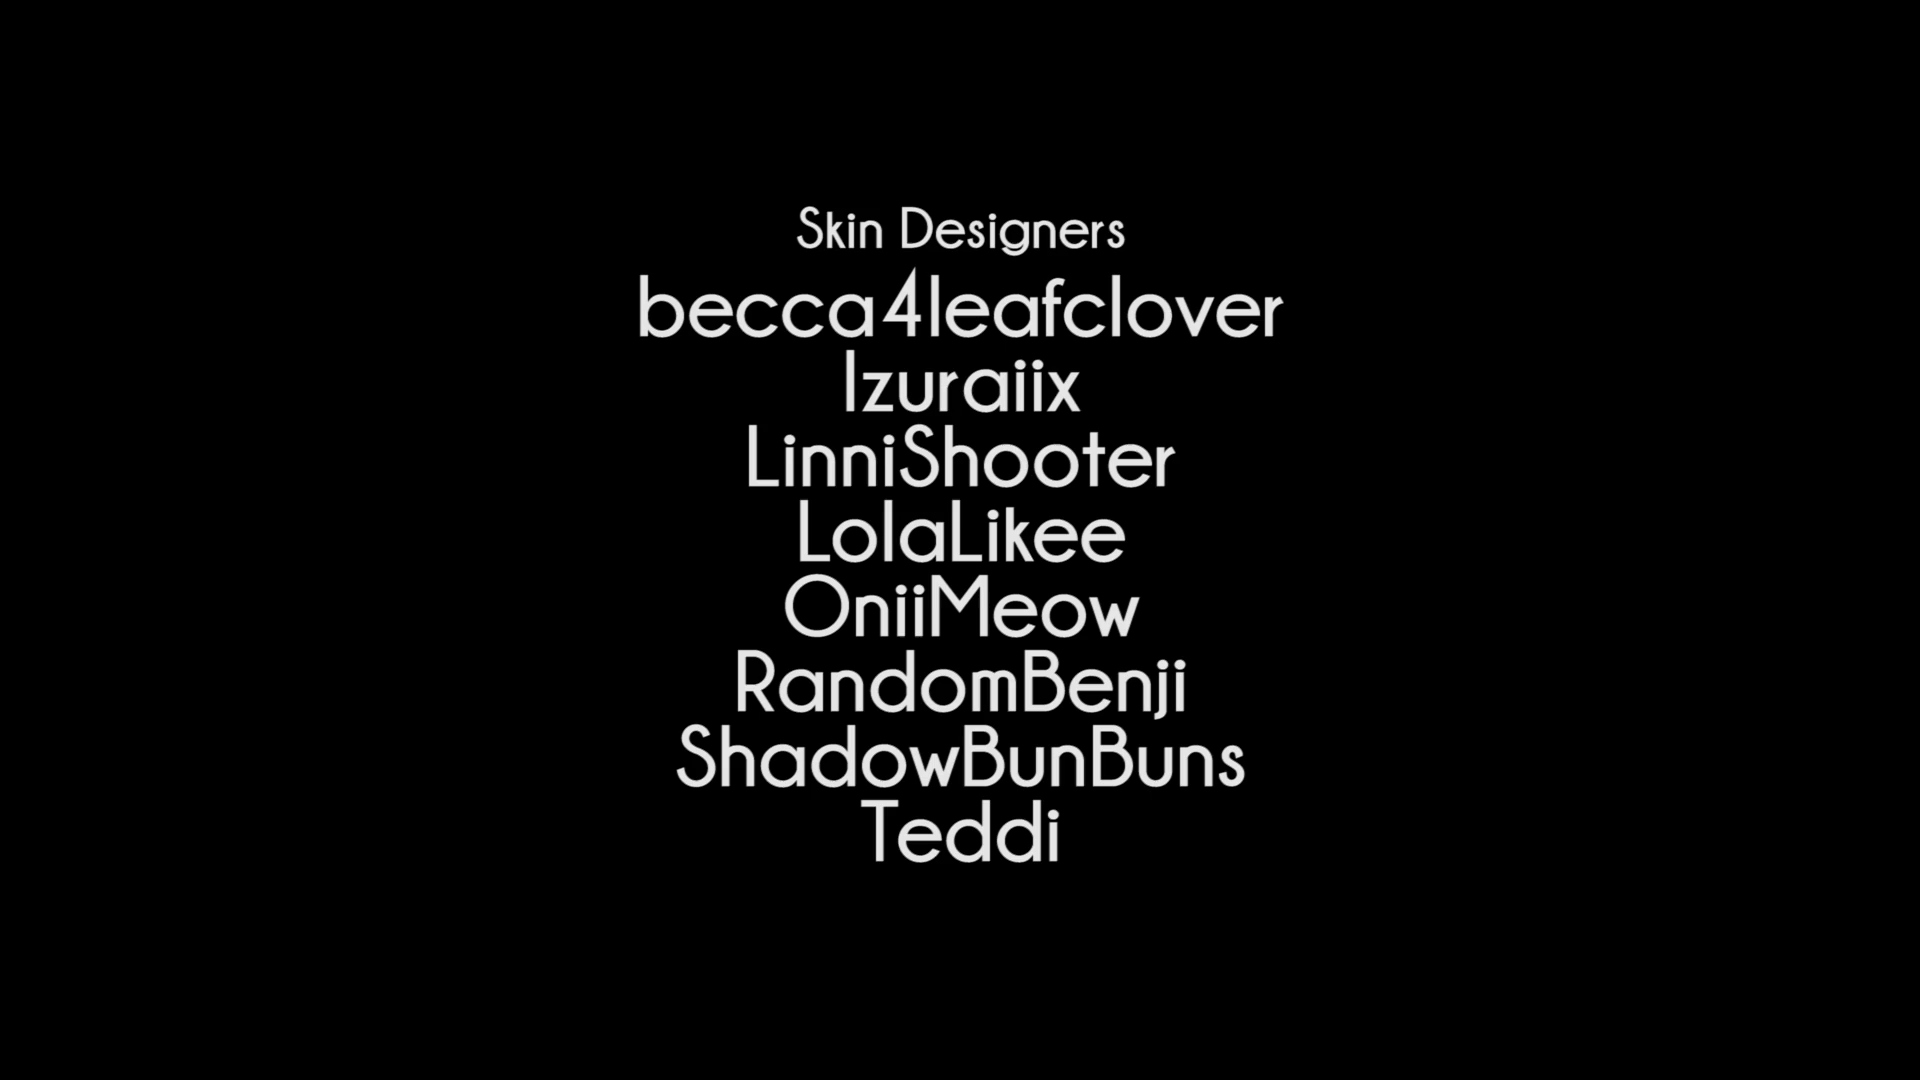 Skin Designers
becca4leafclover
Izuraiix
LinniShooter
LolaLikee
OniiMeow
RandomBenji
ShadowBunBuns
Teddi